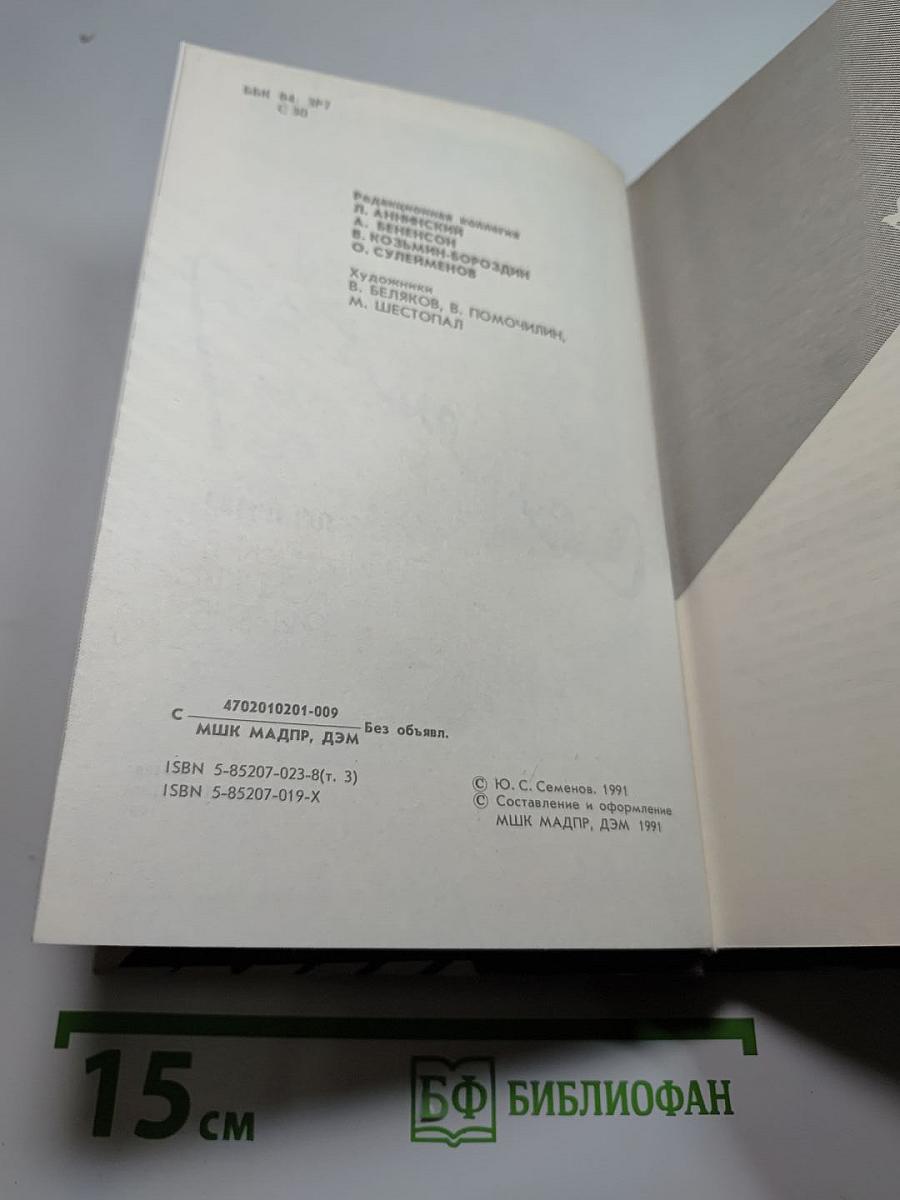 ББК 84. 3Р7
С 30
Редакционная коллегия
Л. АННИНСКИЙ
А. БЕНЕНСОН
В. КОЗЬМИН-БОРОЗДИН
О. СУЛЕЙМЕНОВ
Художники
В. БЕЛЯКОВ, В. ПОМОЧИЛИН,
М. ШЕСТОПАЛ
4702010201-009
С
МШК МАДПР, ДЭМ
Без объявл.
ISBN 5-85207-023-8(т. 3)
ISBN 5-85207-019-X
© Ю. С. Семенов. 1991
© Составление и оформление
МШК МАДПР, ДЭМ 1991
15 см
БФ БИБЛИОФАН